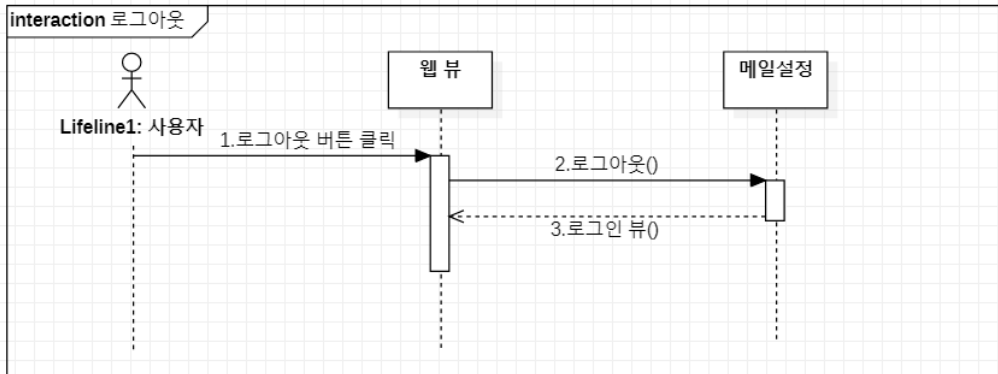 interaction 로그아웃
웹 뷰
메일설정
Lifeline1: 사용자
1.로그아웃 버튼 클릭
2.로그아웃()
3.로그인 뷰()